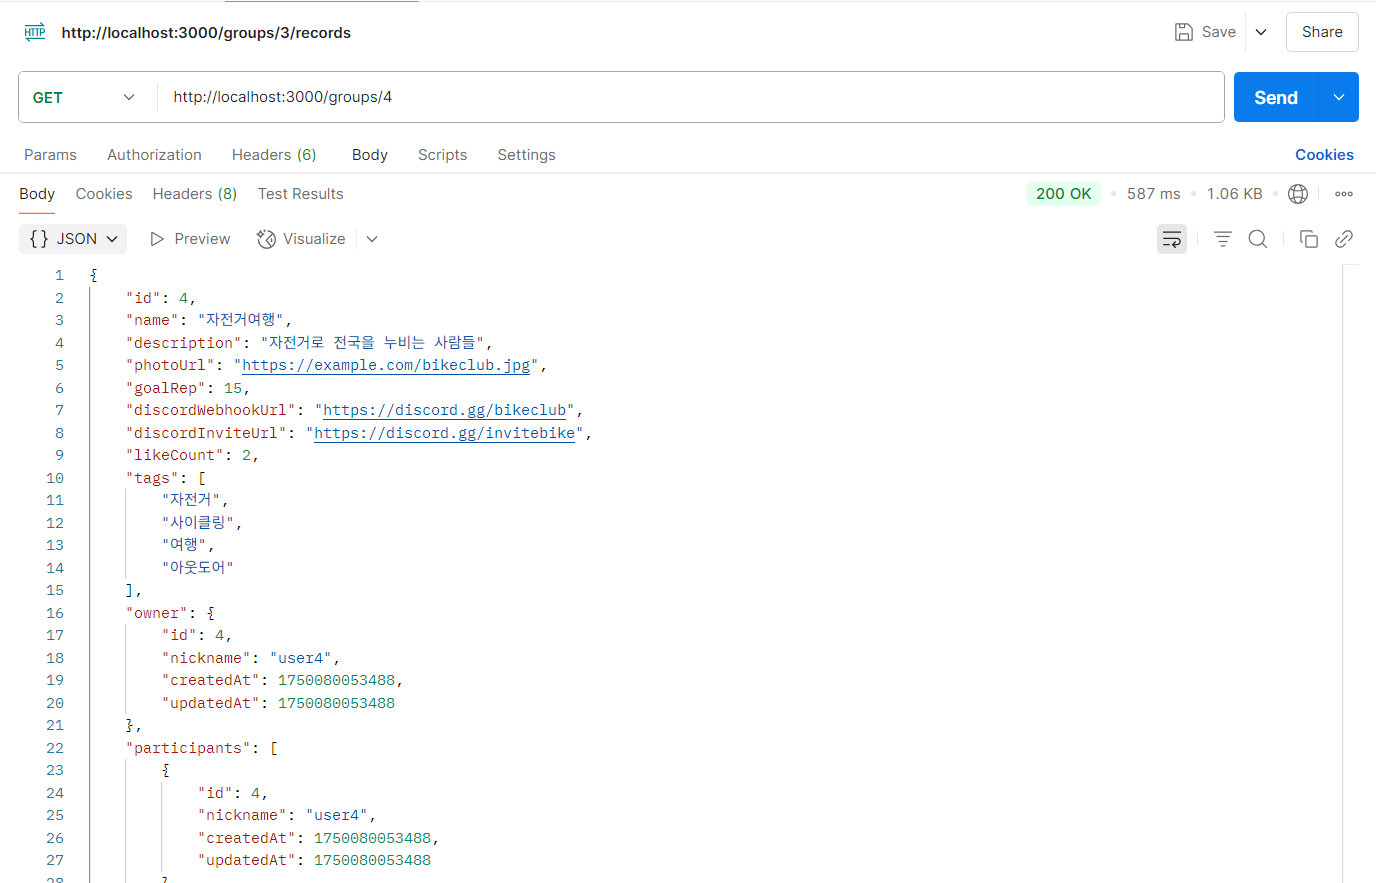 HTTP http://localhost:3000/groups/3/records Save Share
GET http://localhost:3000/groups/4 Send
Params Authorization Headers (6) Body Scripts Settings Cookies
Body Cookies Headers (8) Test Results 200 OK 587 ms 1.06 KB
{} JSON Preview Visualize
1 {
2 "id": 4,
3 "name": "자전거여행",
4 "description": "자전거로 전국을 누비는 사람들",
5 "photoUrl": "https://example.com/bikeclub.jpg",
6 "goalRep": 15,
7 "discordWebhookUrl": "https://discord.gg/bikeclub",
8 "discordInviteUrl": "https://discord.gg/invitebike",
9 "likeCount": 2,
10 "tags": [
11 "자전거",
12 "사이클링",
13 "여행",
14 "아웃도어"
15 ],
16 "owner": {
17 "id": 4,
18 "nickname": "user4",
19 "createdAt": 1750080053488,
20 "updatedAt": 1750080053488
21 },
22 "participants": [
23 {
24 "id": 4,
25 "nickname": "user4",
26 "createdAt": 1750080053488,
27 "updatedAt": 1750080053488